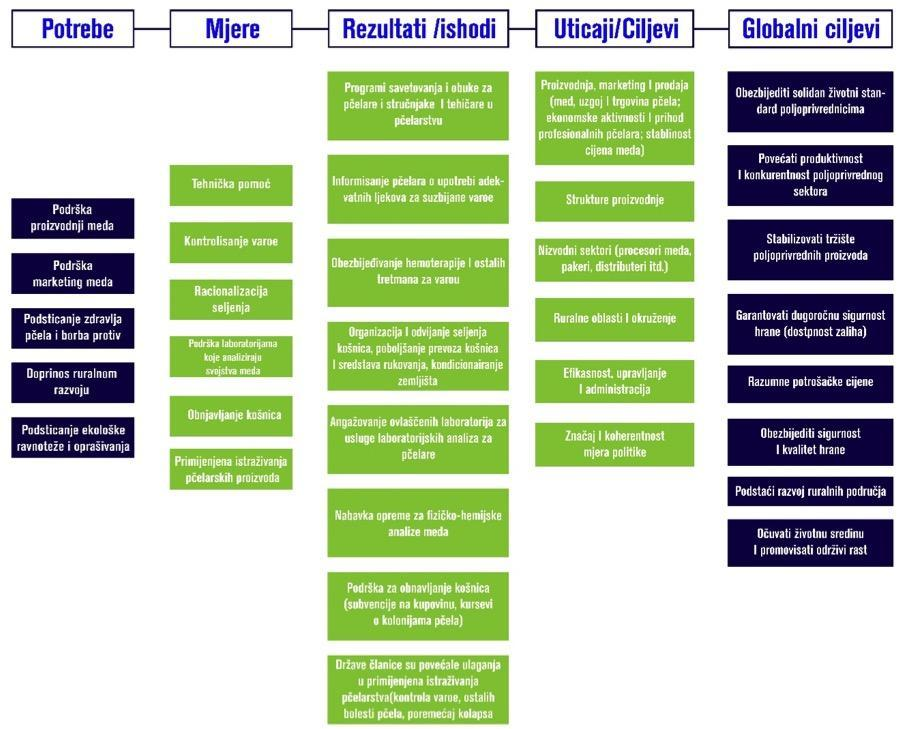 Potrebe
Mjere
Rezultati /ishodi
Uticaji/Ciljevi
Globalni ciljevi
Podrška
proizvodnji meda
Podrška
marketing meda
Podsticanje zdravlja
pčela i borba protiv
Doprinos ruralnom
razvoju
Podsticanje ekološke
ravnoteže i oprašivanja
Tehnička pomoć
Kontrolisanje varoe
Racionalizacija
seljenja
Podrška laboratorijama
koje analiziraju
svojstva meda
Obnjavljanje košnica
Primijenjena istraživanja
pčelarskih proizvoda
Programi savetovanja i obuke za
pčelare i stručnjake I tehičare u
pčelarstvu
Informisanje pčelara o upotrebi adek-
vatnih ljekova za suzbijane varoe
Obezbijeđivanje hemoterapije I ostalih
tretmana za varou
Organizacija I odvijanje seljenja
košnica, poboljšanje prevoza košnica
I sredstava rukovanja, kondicioniranje
zemljišta
Angažovanje ovlaščenih laboratorija za
usluge laboratorijskih analiza za
pčelare
Nabavka opreme za fizičko-hemijske
analize meda
Podrška za obnavljanje košnica
(subvencije na kupovinu, kursevi
o kolonijama pčela)
Države članice su povećale ulaganja
u primijenjena istraživanja
pčelarstva(kontrola varoe, ostalih
bolesti pčela, poremećaj kolapsa
Proizvodnja, marketing I prodaja
(med, uzgoj I trgovina pčela;
ekonomske aktivnosti I prihod
profesionalnih pčelara; stablinost
cijena meda)
Strukture proizvodnje
Nizvodni sektori (procesori meda,
pakeri, distributeri itd.)
Ruralne oblasti I okruženje
Efikasnost, upravljanje
I administracija
Značaj I koherentnost
mjera politike
Obezbijediti solidan životni stan-
dard poljoprivrednicima
Povećati produktivnost
I konkurentnost poljoprivrednog
sektora
Stabilizovati tržište
poljoprivrednih proizvoda
Garantovati dugoročnu sigurnost
hrane (dostpnost zaliha)
Razumne potrošačke cijene
Obezbijediti sigurnost
I kvalitet hrane
Podstaći razvoj ruralnih područja
Očuvati životnu sredinu
I promovisati održivi rast